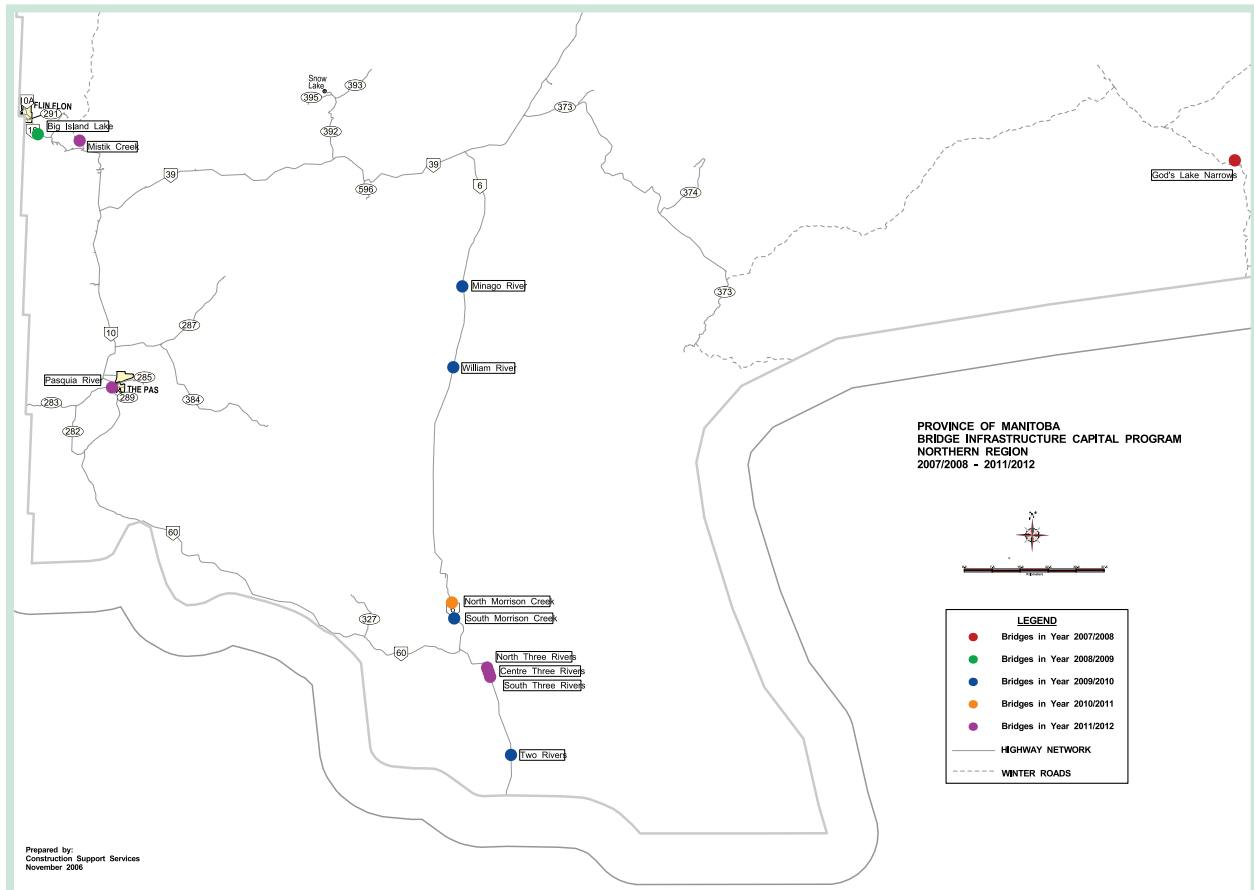 Snow
Lake
393
395
392
373
10A
FLIN FLON
291
Big Island Lake
Mistik Creek
God's Lake Narrows
39
39
596
6
374
Minago River
373
287
10
William River
Pasquia River
285
THE PAS
289
283
384
282
PROVINCE OF MANITOBA
BRIDGE INFRASTRUCTURE CAPITAL PROGRAM
NORTHERN REGION
2007/2008 - 2011/2012
60
North Morrison Creek
6
South Morrison Creek
327
60
North Three Rivers
Centre Three Rivers
South Three Rivers
Two Rivers
Kilometers
LEGEND
Bridges in Year 2007/2008
Bridges in Year 2008/2009
Bridges in Year 2009/2010
Bridges in Year 2010/2011
Bridges in Year 2011/2012
HIGHWAY NETWORK
WINTER ROADS
Prepared by:
Construction Support Services
November 2006